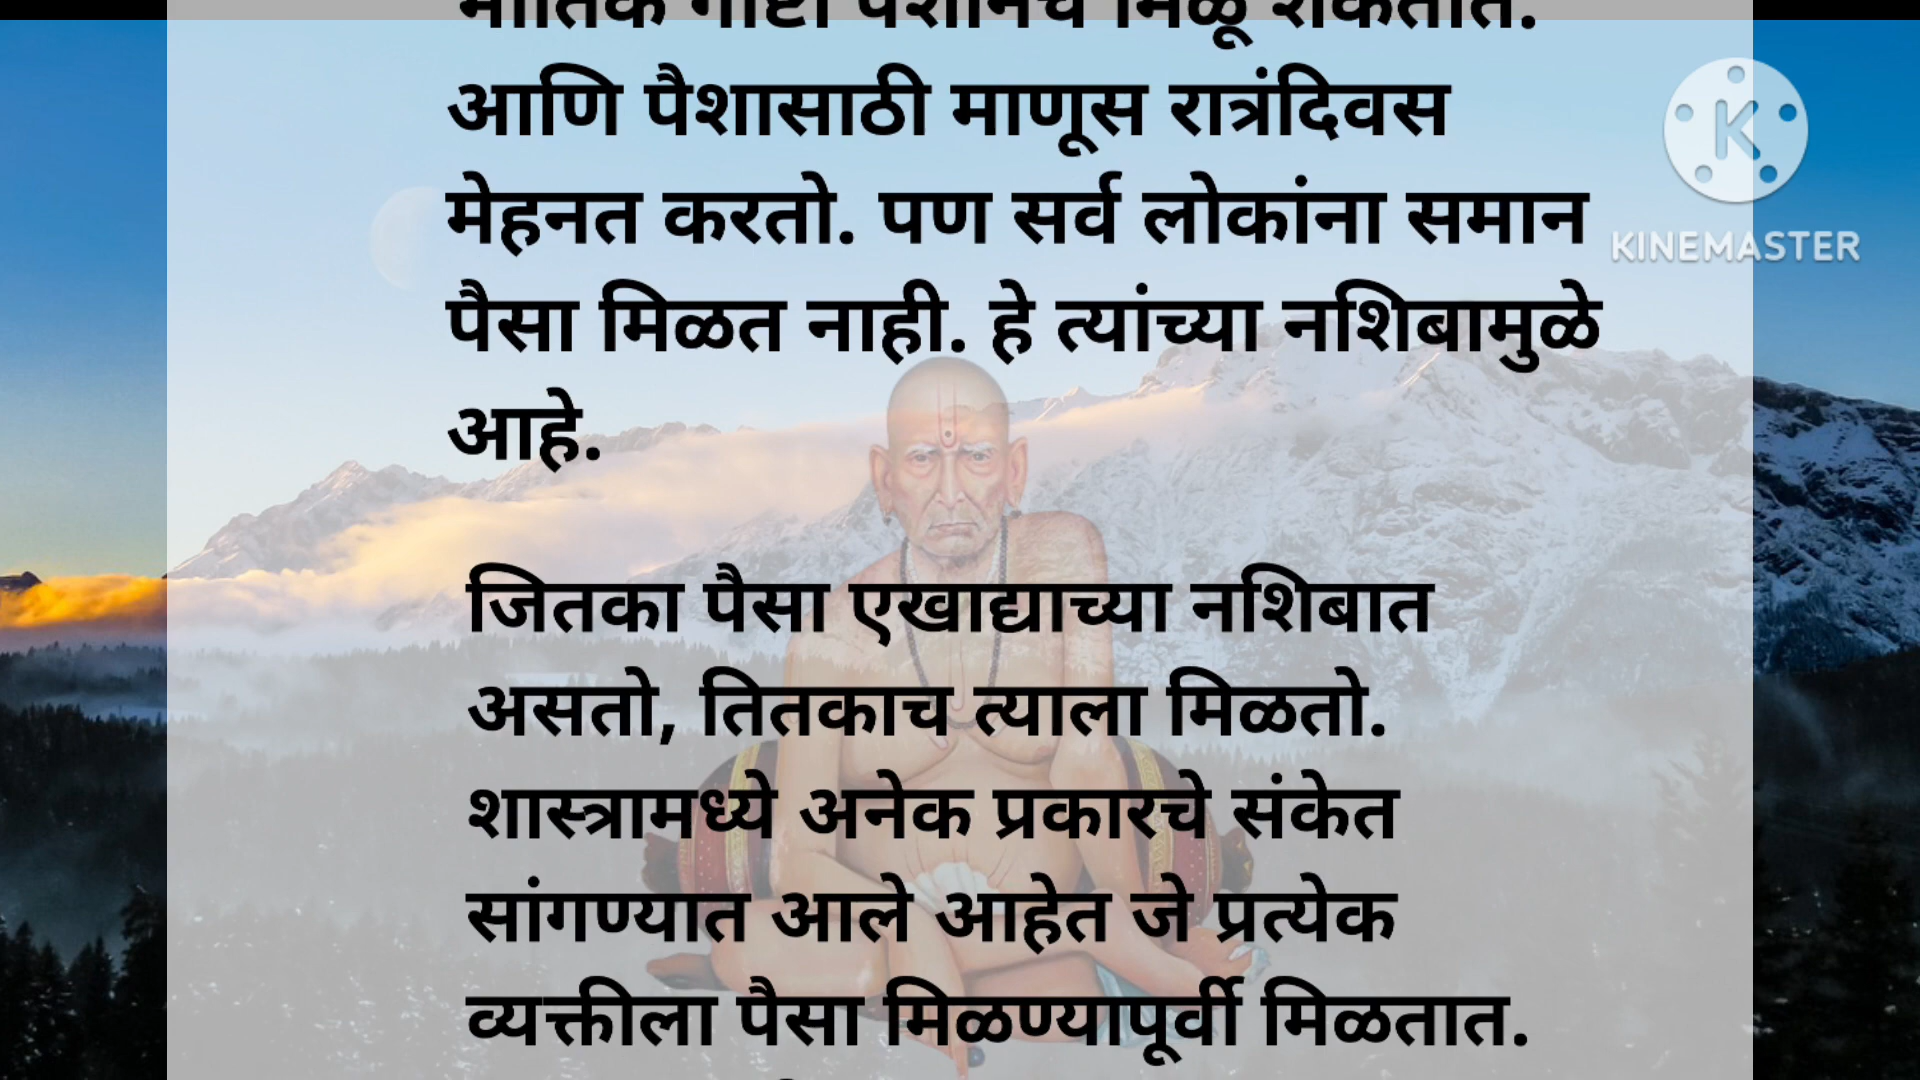 मिळू शकतात.
आणि पैशासाठी माणूस रात्रंदिवस
मेहनत करतो. पण सर्व लोकांना समान
पैसा मिळत नाही. हे त्यांच्या नशिबामुळे
आहे.
जितका पैसा एखाद्याच्या नशिबात
असतो, तितकाच त्याला मिळतो.
शास्त्रामध्ये अनेक प्रकारचे संकेत
सांगण्यात आले आहेत जे प्रत्येक
व्यक्तीला पैसा मिळण्यापूर्वी मिळतात.
K
KINEMASTER